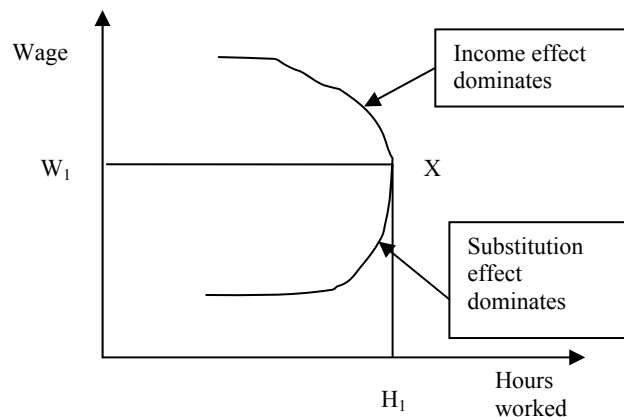 Wage
Income effect
dominates
W₁
X
Substitution
effect
dominates
Hours
worked
H₁